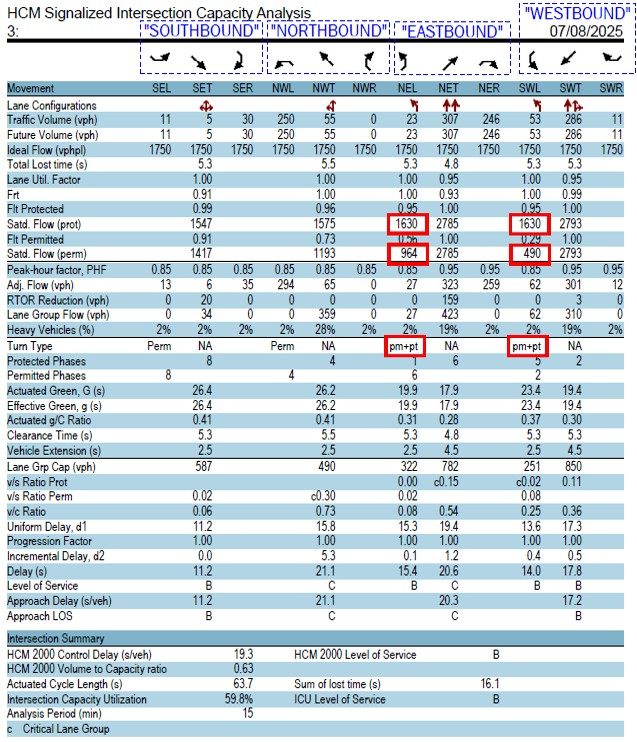 HCM Signalized Intersection Capacity Analysis
"WESTBOUND"
3:
"SOUTHBOUND" "NORTHBOUND" "EASTBOUND" 07/08/2025
Movement SEL SET SER NWL NWT NWR NEL NET NER SWL SWT SWR
Lane Configurations
Traffic Volume (vph) 11 5 30 250 55 0 23 307 246 53 286 11
Future Volume (vph) 11 5 30 250 55 0 23 307 246 53 286 11
Ideal Flow (vphpl) 1750 1750 1750 1750 1750 1750 1750 1750 1750 1750 1750 1750
Total Lost time (s) 5.3 5.5 5.3 4.8 5.3 5.3
Lane Util. Factor 1.00 1.00 1.00 0.95 1.00 0.95
Frt 0.91 1.00 1.00 0.93 1.00 0.99
Flt Protected 0.99 0.96 0.95 1.00 0.95 1.00
Satd. Flow (prot) 1547 1575 1630 2785 1630 2793
Flt Permitted 0.91 0.73 0.56 1.00 0.29 1.00
Satd. Flow (perm) 1417 1193 964 2785 490 2793
Peak-hour factor, PHF 0.85 0.85 0.85 0.85 0.85 0.85 0.85 0.95 0.95 0.85 0.95 0.95
Adj. Flow (vph) 13 6 35 294 65 0 27 323 259 62 301 12
RTOR Reduction (vph) 0 20 0 0 0 0 0 159 0 0 3 0
Lane Group Flow (vph) 0 34 0 0 359 0 27 423 0 62 310 0
Heavy Vehicles (%) 2% 2% 2% 2% 28% 2% 2% 19% 2% 2% 19% 2%
Turn Type Perm NA Perm NA pm+pt NA pm+pt NA
Protected Phases 8 4 1 6 5 2
Permitted Phases 8 4 6 2
Actuated Green, G (s) 26.4 26.2 19.9 17.9 23.4 19.4
Effective Green, g (s) 26.4 26.2 19.9 17.9 23.4 19.4
Actuated g/C Ratio 0.41 0.41 0.31 0.28 0.37 0.30
Clearance Time (s) 5.3 5.5 5.3 4.8 5.3 5.3
Vehicle Extension (s) 2.5 2.5 2.5 4.5 2.5 4.5
Lane Grp Cap (vph) 587 490 322 782 251 850
v/s Ratio Prot 0.00 c0.15 c0.02 0.11
v/s Ratio Perm 0.02 c0.30 0.02 0.08
v/c Ratio 0.06 0.73 0.08 0.54 0.25 0.36
Uniform Delay, d1 11.2 15.8 15.3 19.4 13.6 17.3
Progression Factor 1.00 1.00 1.00 1.00 1.00 1.00
Incremental Delay, d2 0.0 5.3 0.1 1.2 0.4 0.5
Delay (s) 11.2 21.1 15.4 20.6 14.0 17.8
Level of Service B C B C B B
Approach Delay (s/veh) 11.2 21.1 20.3 17.2
Approach LOS B C C B
Intersection Summary
HCM 2000 Control Delay (s/veh) 19.3 HCM 2000 Level of Service B
HCM 2000 Volume to Capacity ratio 0.63
Actuated Cycle Length (s) 63.7 Sum of lost time (s) 16.1
Intersection Capacity Utilization 59.8% ICU Level of Service B
Analysis Period (min) 15
c Critical Lane Group